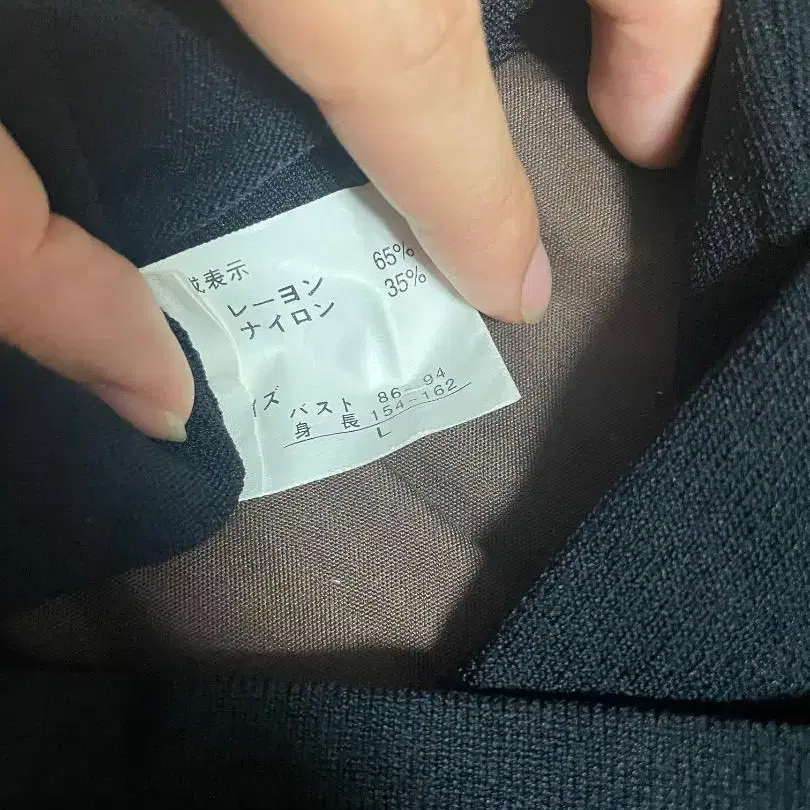 成表示
レーヨン 65%
ナイロン 35%
イズ
バスト 86-94
身長 154-162
L